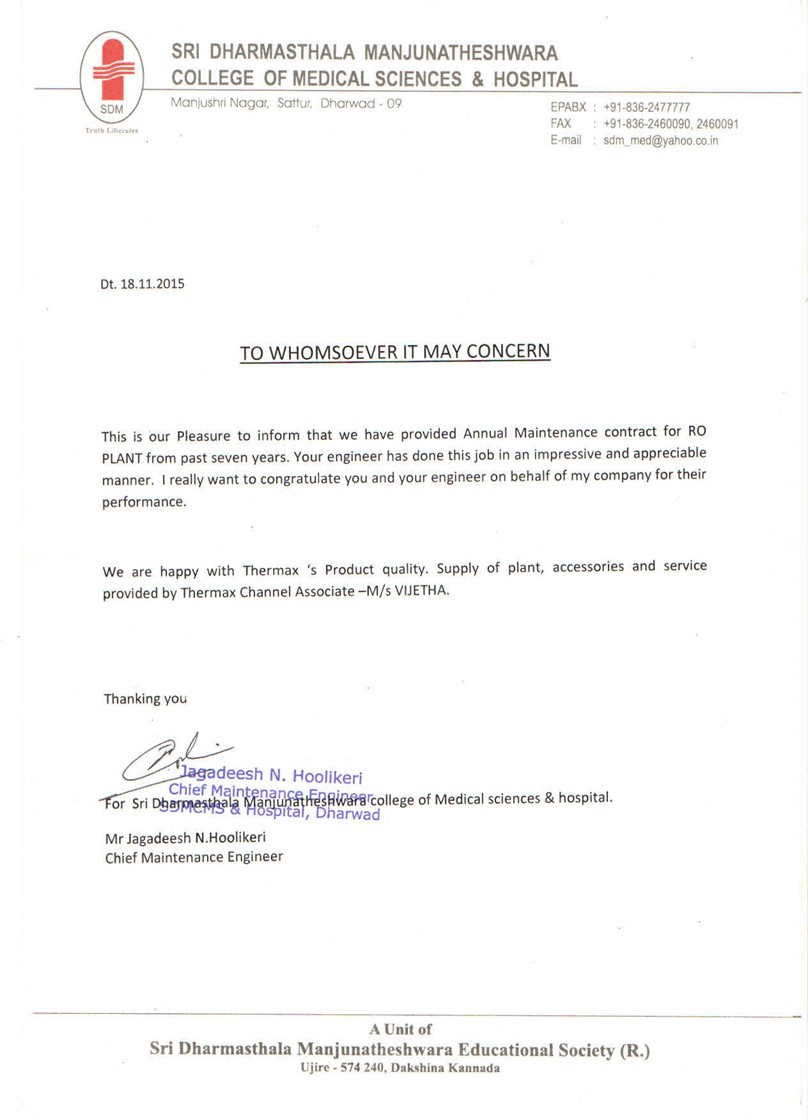 SRI DHARMASTHALA MANJUNATHESHWARA
COLLEGE OF MEDICAL SCIENCES & HOSPITAL
SDM
Truth Liberates
Manjushri Nagar, Sattur, Dharwad - 09
EPABX : +91-836-2477777
FAX : +91-836-2460090, 2460091
E-mail : sdm_med@yahoo.co.in
Dt. 18.11.2015
TO WHOMSOEVER IT MAY CONCERN
This is our Pleasure to inform that we have provided Annual Maintenance contract for RO
PLANT from past seven years. Your engineer has done this job in an impressive and appreciable
manner. I really want to congratulate you and your engineer on behalf of my company for their
performance.
We are happy with Thermax 's Product quality. Supply of plant, accessories and service
provided by Thermax Channel Associate –M/s VIJETHA.
Thanking you
Jagadeesh N. Hoolikeri
Chief Maintenance Engineer
SDMCMS & Hospital, Dharwad
For Sri Dharmasthala Manjunatheshwara college of Medical sciences & hospital.
Mr Jagadeesh N.Hoolikeri
Chief Maintenance Engineer
A Unit of
Sri Dharmasthala Manjunatheshwara Educational Society (R.)
Ujire - 574 240, Dakshina Kannada